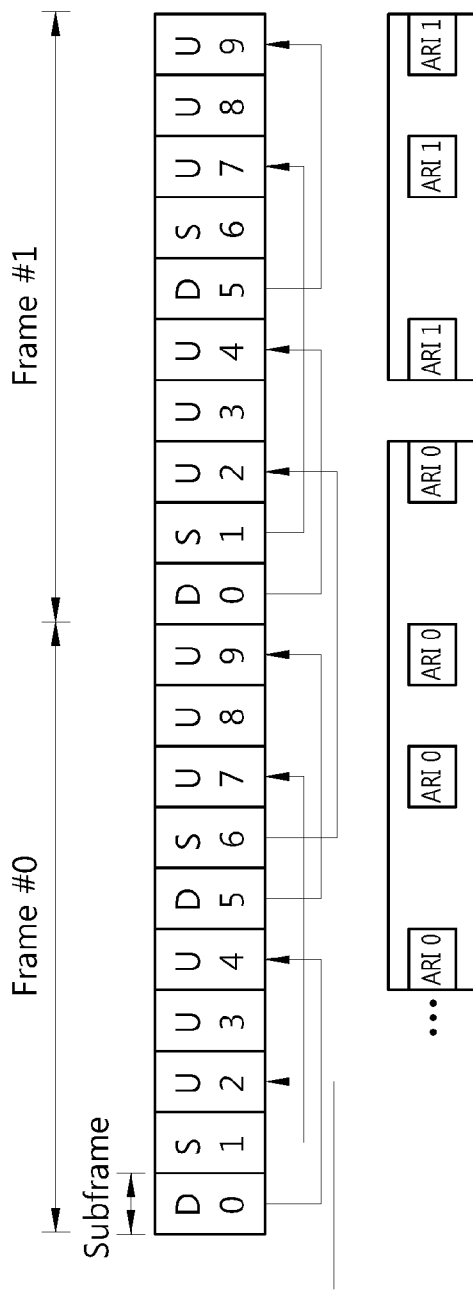 Frame #0 Frame #1
Subframe
D S U U U D S U U U D S U U U D S U U U
0 1 2 3 4 5 6 7 8 9 0 1 2 3 4 5 6 7 8 9
... ARI 0 ARI 0 ARI 0 ARI 0 ARI 1 ARI 1 ARI 1